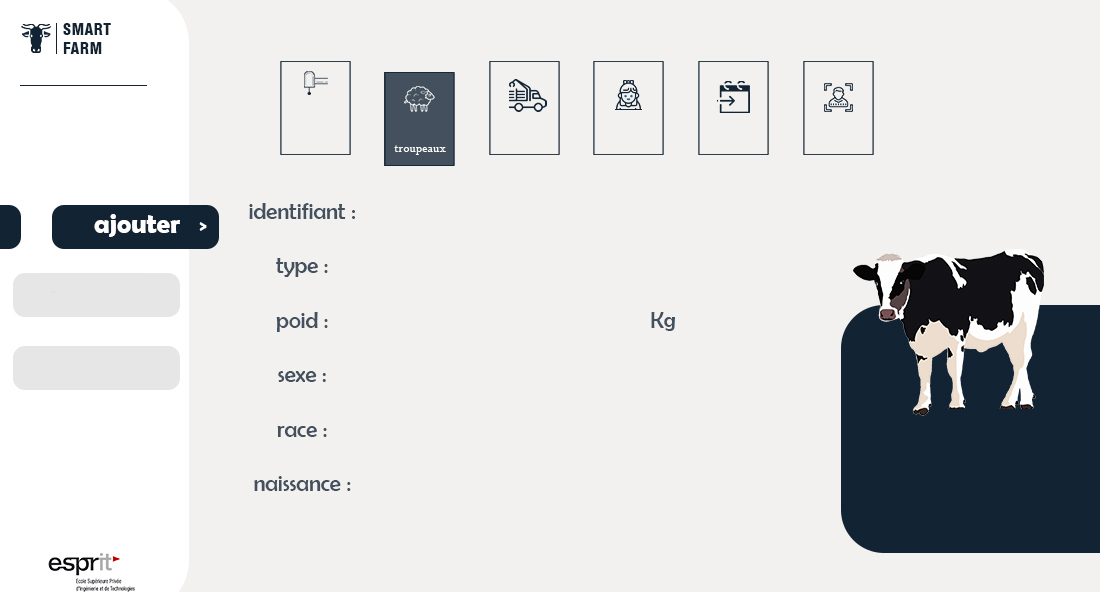 SMART
FARM
troupeaux
ajouter >
identifiant :
type :
poid :
Kg
sexe :
race :
naissance :
esprit
Ecole Supérieure Privée
d'Ingénierie et de Technologies